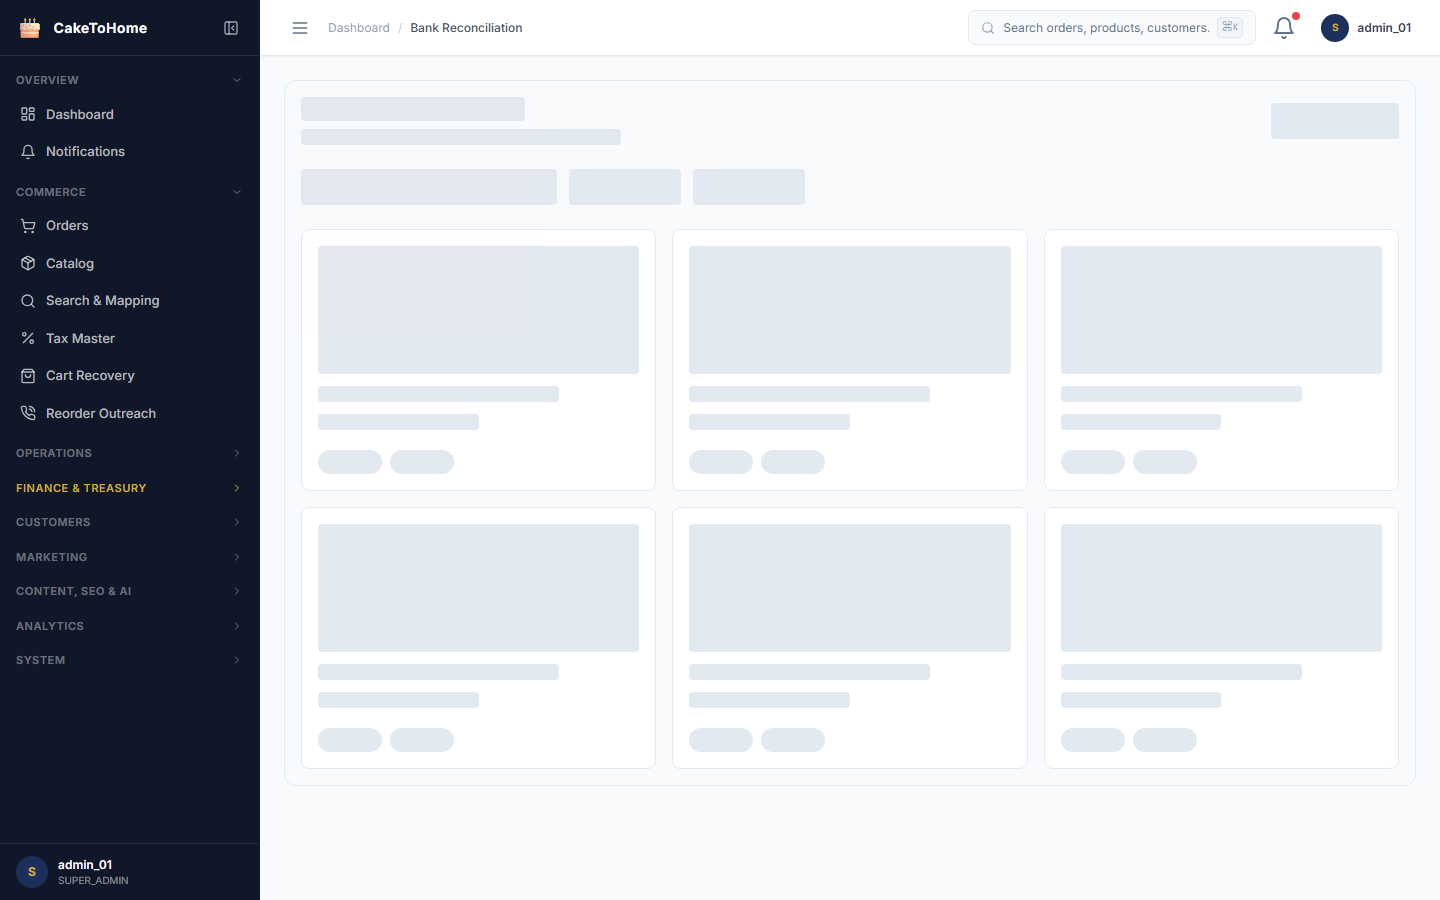 CakeToHome
OVERVIEW
Dashboard
Notifications
COMMERCE
Orders
Catalog
Search & Mapping
Tax Master
Cart Recovery
Reorder Outreach
OPERATIONS
FINANCE & TREASURY
CUSTOMERS
MARKETING
CONTENT, SEO & AI
ANALYTICS
SYSTEM
S
admin_01
SUPER_ADMIN
Dashboard / Bank Reconciliation
Search orders, products, customers. ⌘K
S
admin_01